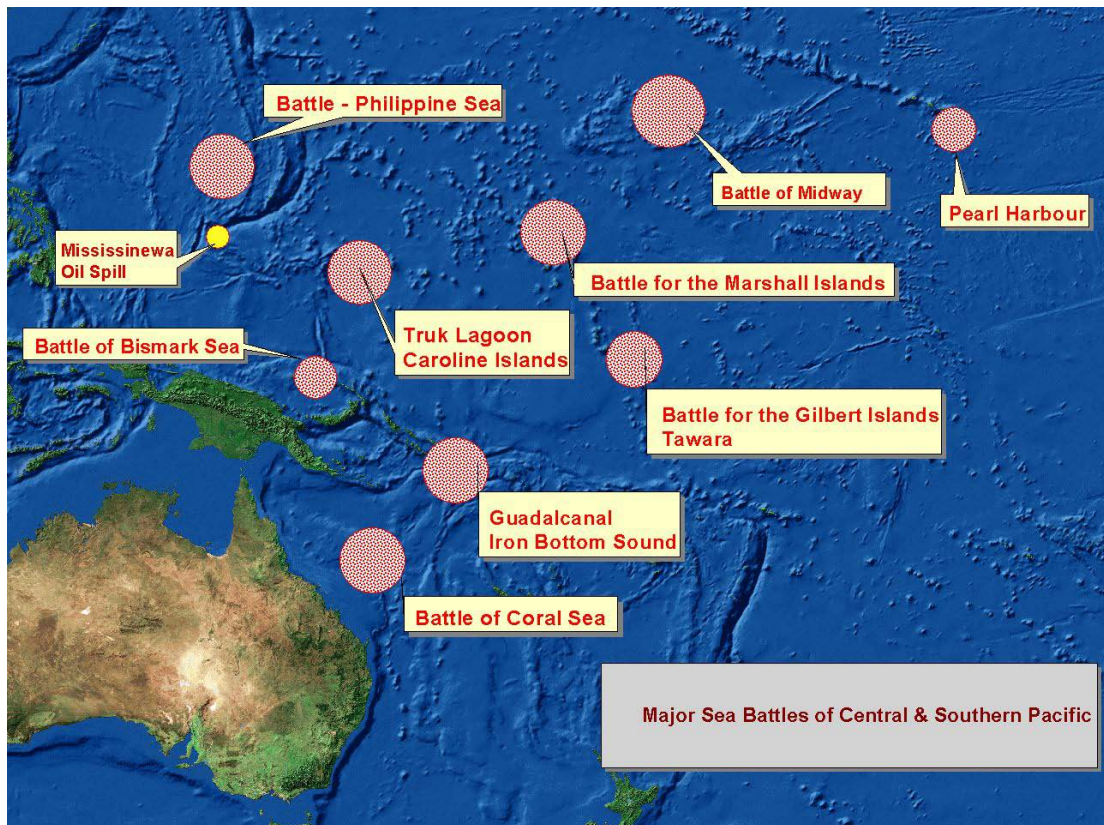 Battle - Philippine Sea
Battle of Midway
Pearl Harbour
Mississinewa
Oil Spill
Battle for the Marshall Islands
Truk Lagoon
Caroline Islands
Battle of Bismark Sea
Battle for the Gilbert Islands
Tawara
Guadalcanal
Iron Bottom Sound
Battle of Coral Sea
Major Sea Battles of Central & Southern Pacific